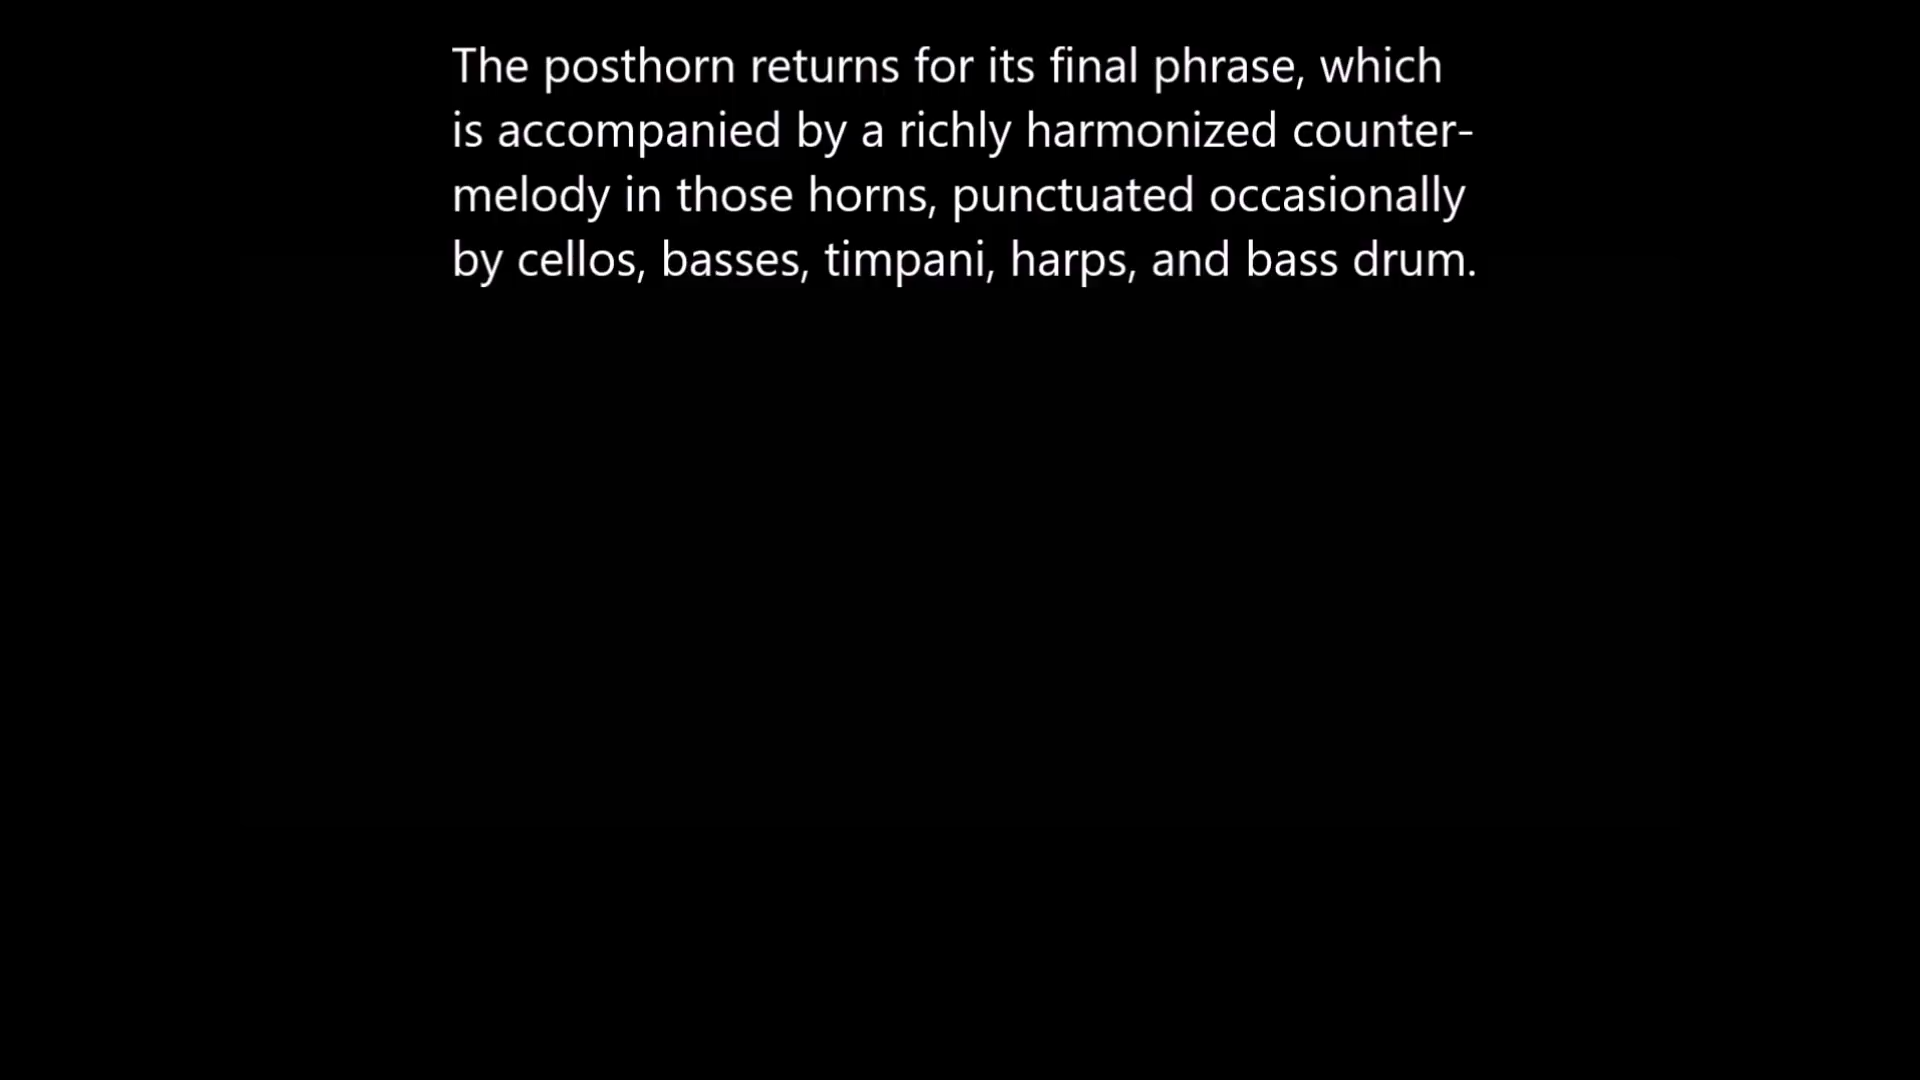 The posthorn returns for its final phrase, which
is accompanied by a richly harmonized counter-
melody in those horns, punctuated occasionally
by cellos, basses, timpani, harps, and bass drum.